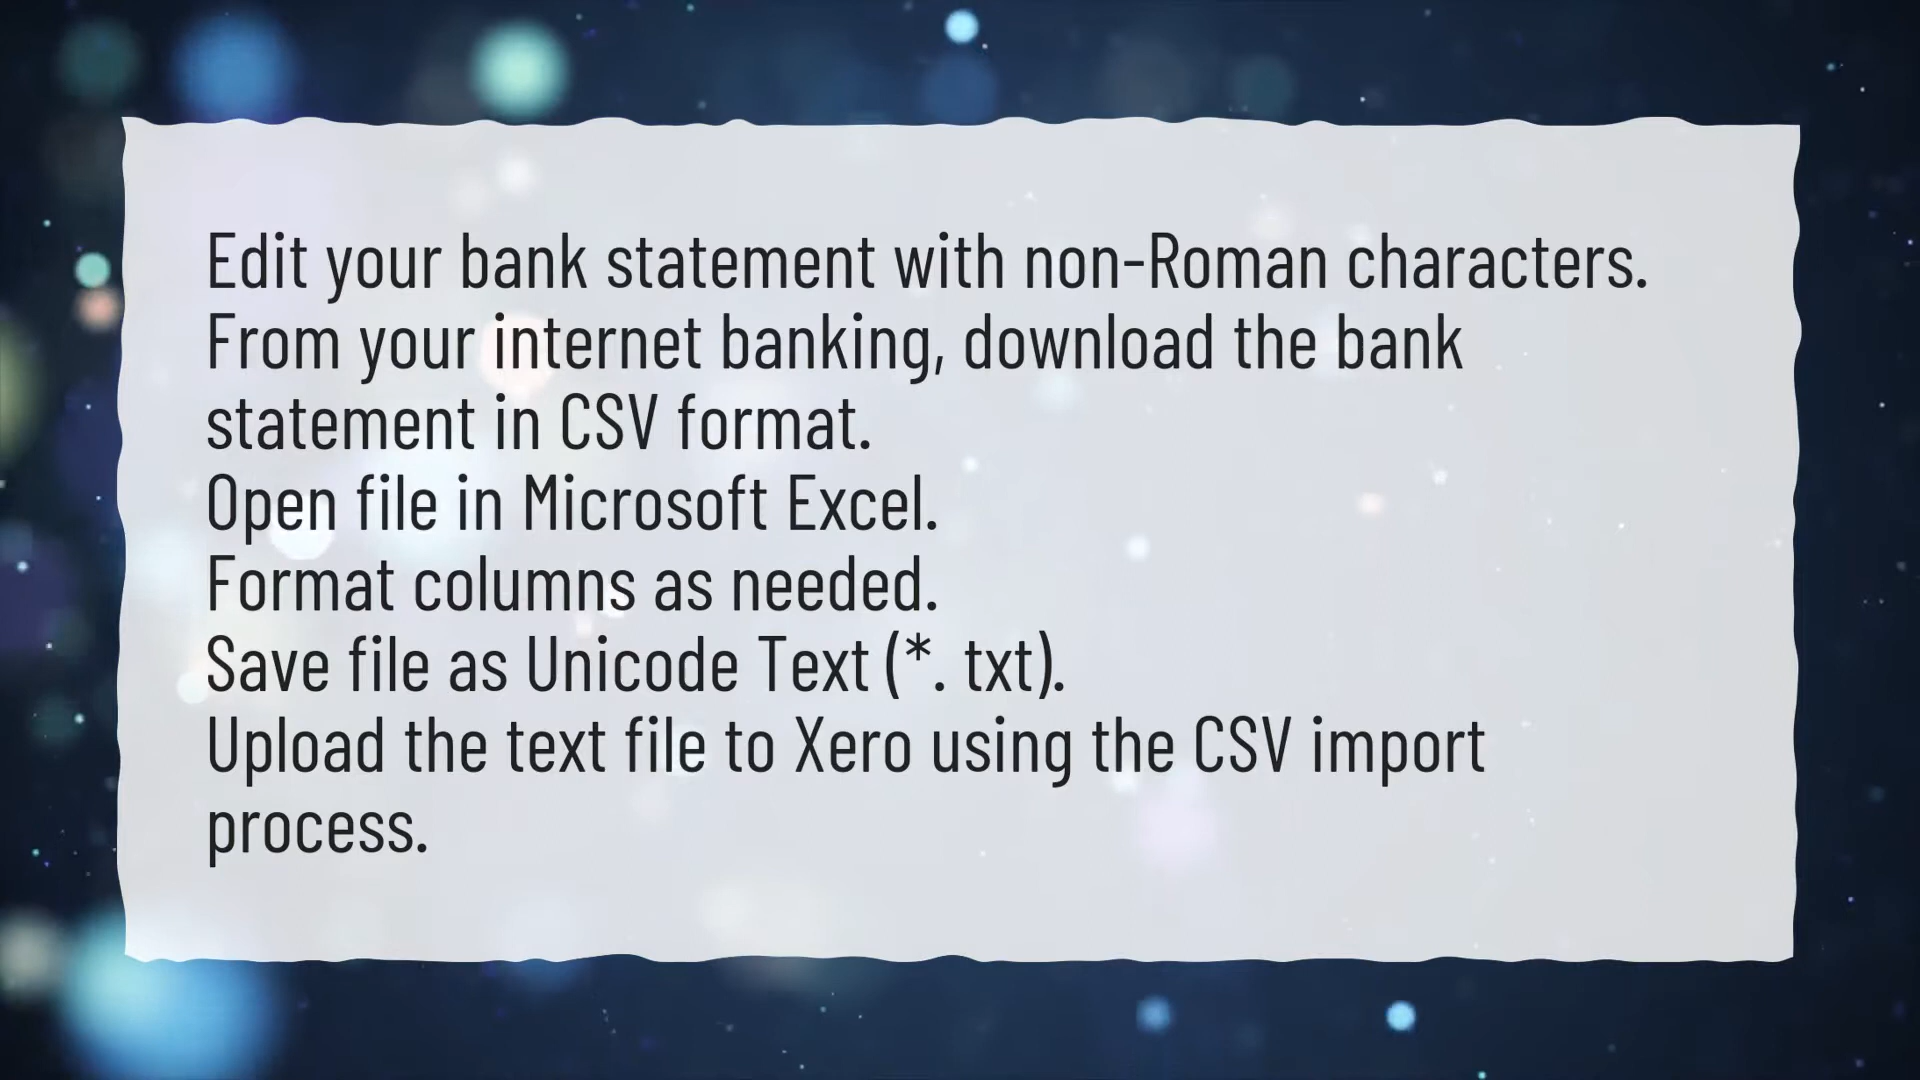 Edit your bank statement with non-Roman characters.
From your internet banking, download the bank
statement in CSV format.
Open file in Microsoft Excel.
Format columns as needed.
Save file as Unicode Text (*. txt).
Upload the text file to Xero using the CSV import
process.